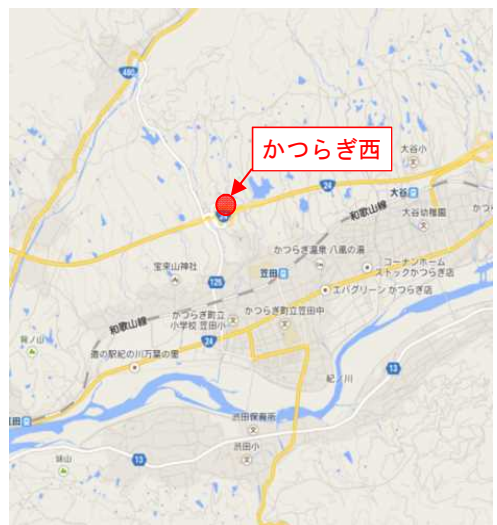 480
かつらぎ西
大谷小
24
大谷
大谷幼稚園
和歌山線
かつ
24
かつらぎ温泉 八風の湯
宝来山神社
笠田
コーナンホーム
ストックかつらぎ店
126
エバグリーン かつらぎ店
かつらぎ町立
小学校 笠田小
かつらぎ町立笠田中
和歌山線
24
道の駅紀の川万葉の里
紀ノ川
13
渋田保育所
渋田小
13
妹山